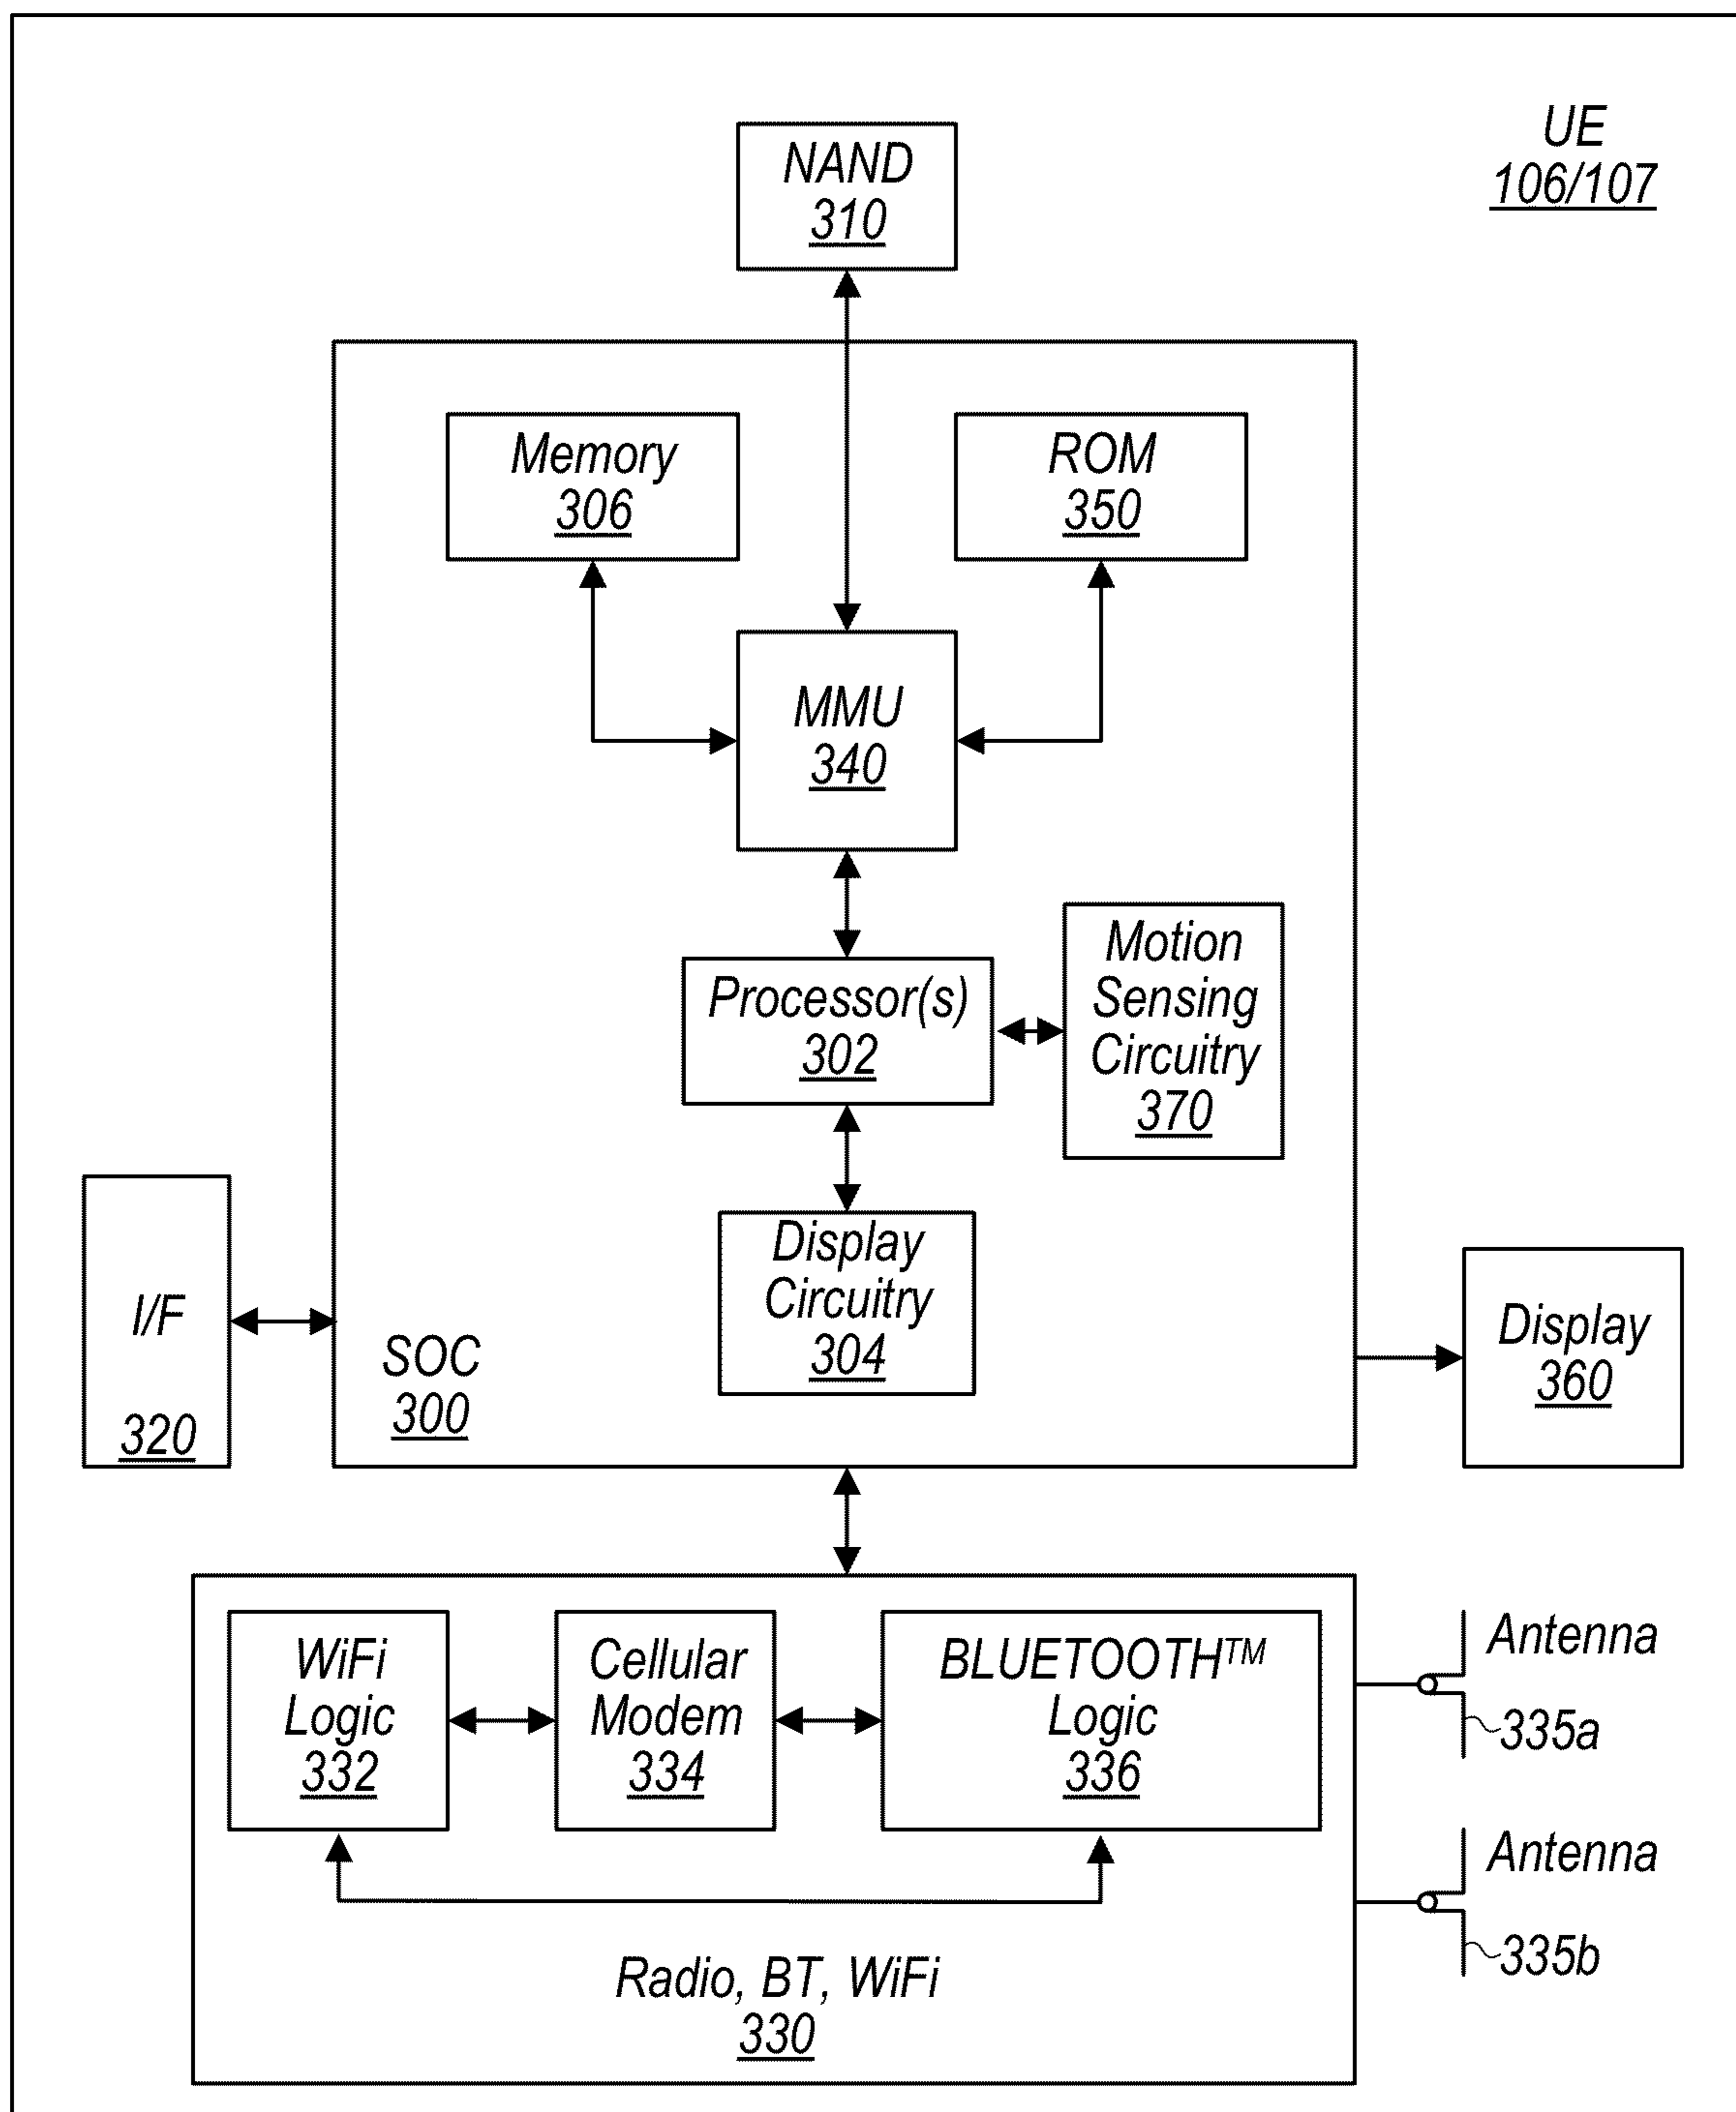 UE
106/107
NAND
310
Memory
306
ROM
350
MMU
340
Processor(s)
302
Motion
Sensing
Circuitry
370
Display
Circuitry
304
I/F
320
SOC
300
Display
360
WiFi
Logic
332
Cellular
Modem
334
BLUETOOTH™
Logic
336
Antenna
335a
Antenna
335b
Radio, BT, WiFi
330